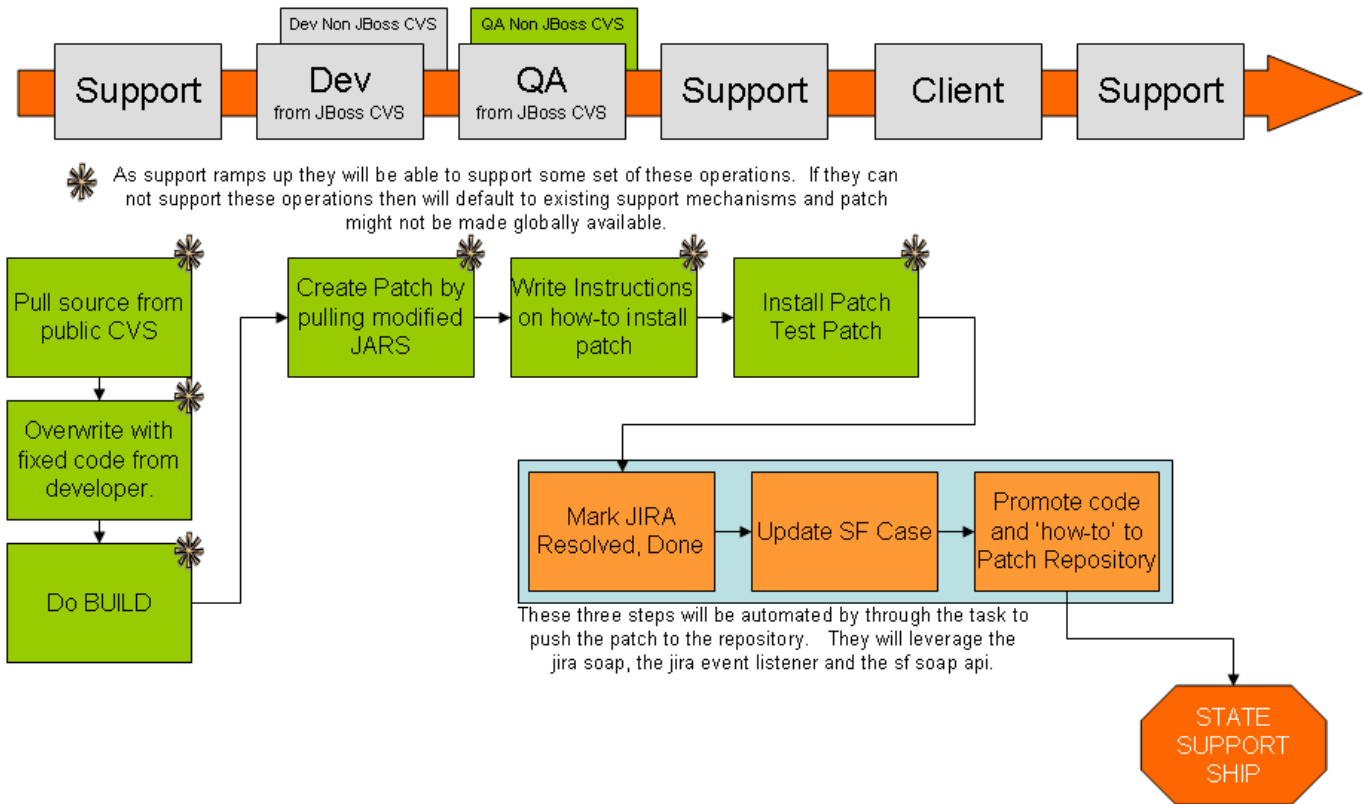 Dev Non JBoss CVS
QA Non JBoss CVS
Support
Dev
from JBoss CVS
QA
from JBoss CVS
Support
Client
Support
As support ramps up they will be able to support some set of these operations. If they can
not support these operations then will default to existing support mechanisms and patch
might not be made globally available.
Pull source from
public CVS
Create Patch by
pulling modified
JARS
Write Instructions
on how-to install
patch
Install Patch
Test Patch
Overwrite with
fixed code from
developer.
Do BUILD
Mark JIRA
Resolved, Done
Update SF Case
Promote code
and 'how-to' to
Patch Repository
These three steps will be automated by through the task to
push the patch to the repository. They will leverage the
jira soap, the jira event listener and the sf soap api.
STATE
SUPPORT
SHIP